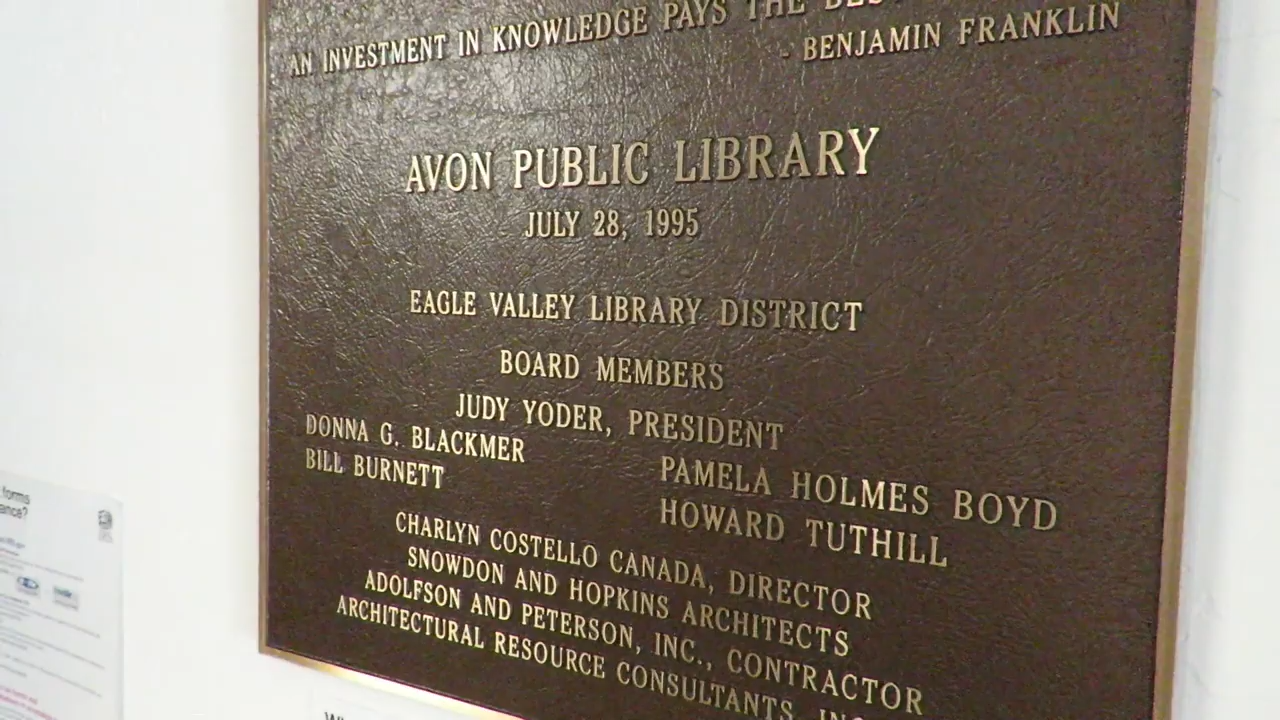 AN INVESTMENT IN KNOWLEDGE PAYS THE
- BENJAMIN FRANKLIN
AVON PUBLIC LIBRARY
JULY 28, 1995
EAGLE VALLEY LIBRARY DISTRICT
BOARD MEMBERS
JUDY YODER, PRESIDENT
DONNA G. BLACKMER
BILL BURNETT
PAMELA HOLMES BOYD
HOWARD TUTHILL
CHARLYN COSTELLO CANADA, DIRECTOR
SNOWDON AND HOPKINS ARCHITECTS
ADOLFSON AND PETERSON, INC., CONTRACTOR
ARCHITECTURAL RESOURCE CONSULTANTS,
forms